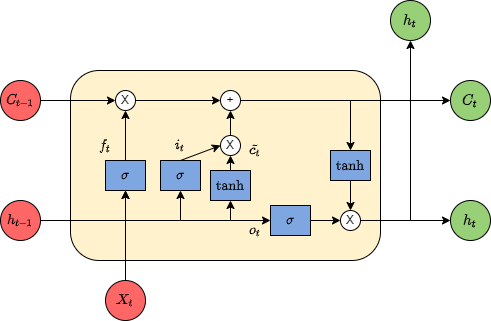 h_t
C_{t-1}
X
+
C_t
f_t
i_t
X
c̃_t
σ
σ
tanh
tanh
h_{t-1}
o_t
σ
X
h_t
X_t